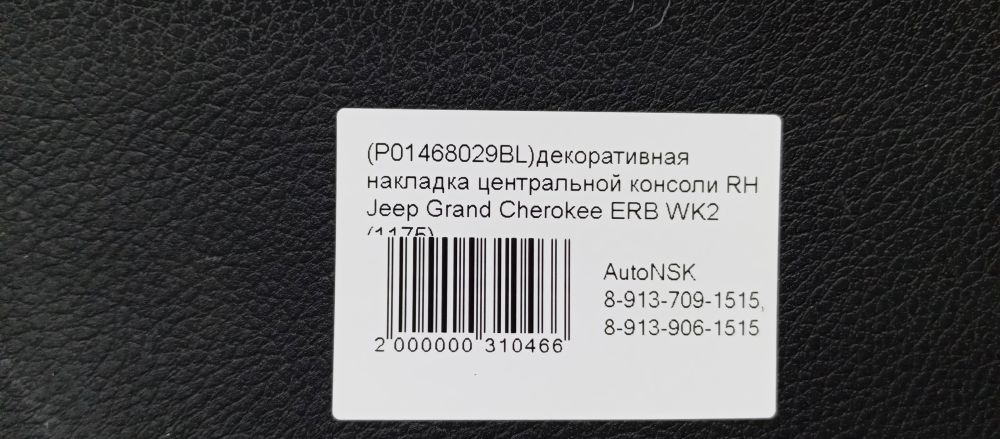 (P01468029BL)декоративная
накладка центральной консоли RH
Jeep Grand Cherokee ERB WK2
(1175)
AutoNSK
8-913-709-1515,
8-913-906-1515
2 000000 310466